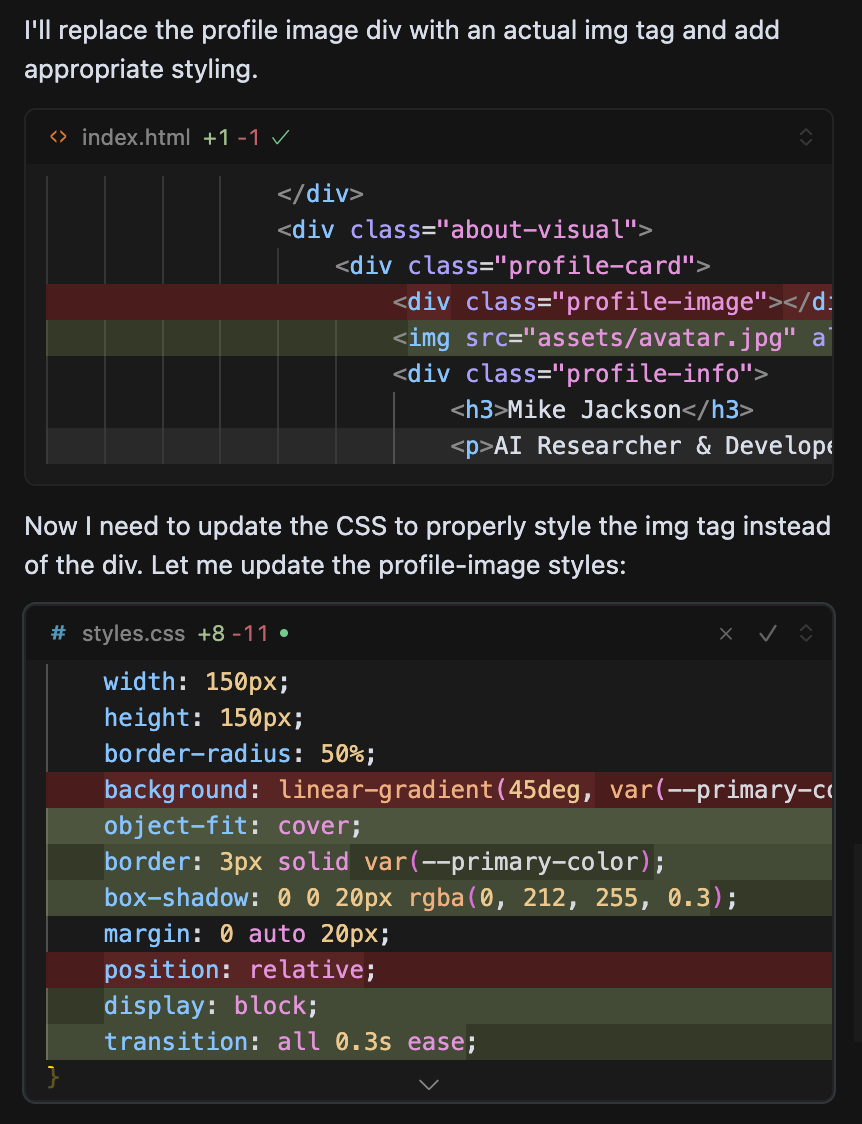 I'll replace the profile image div with an actual img tag and add
appropriate styling.
<> index.html +1 -1 ✓
</div>
<div class="about-visual">
<div class="profile-card">
<div class="profile-image"></di
<img src="assets/avatar.jpg" al
<div class="profile-info">
<h3>Mike Jackson</h3>
<p>AI Researcher & Develope
Now I need to update the CSS to properly style the img tag instead
of the div. Let me update the profile-image styles:
# styles.css +8 -11
width: 150px;
height: 150px;
border-radius: 50%;
background: linear-gradient(45deg, var(--primary-co
object-fit: cover;
border: 3px solid var(--primary-color);
box-shadow: 0 0 20px rgba(0, 212, 255, 0.3);
margin: 0 auto 20px;
position: relative;
display: block;
transition: all 0.3s ease;
}